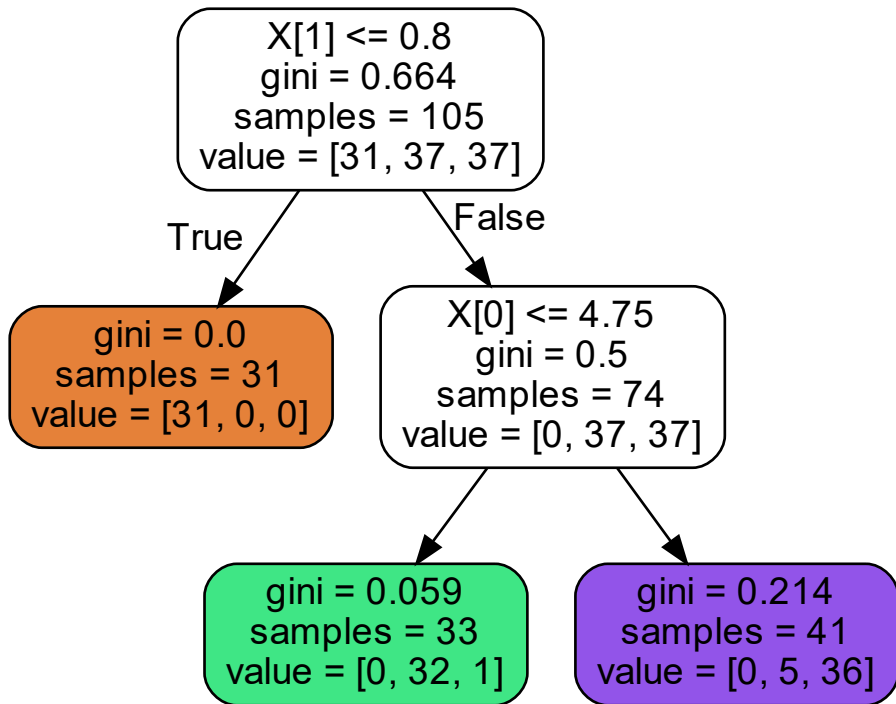 X[1] <= 0.8
gini = 0.664
samples = 105
value = [31, 37, 37]
True
False
gini = 0.0
samples = 31
value = [31, 0, 0]
X[0] <= 4.75
gini = 0.5
samples = 74
value = [0, 37, 37]
gini = 0.059
samples = 33
value = [0, 32, 1]
gini = 0.214
samples = 41
value = [0, 5, 36]